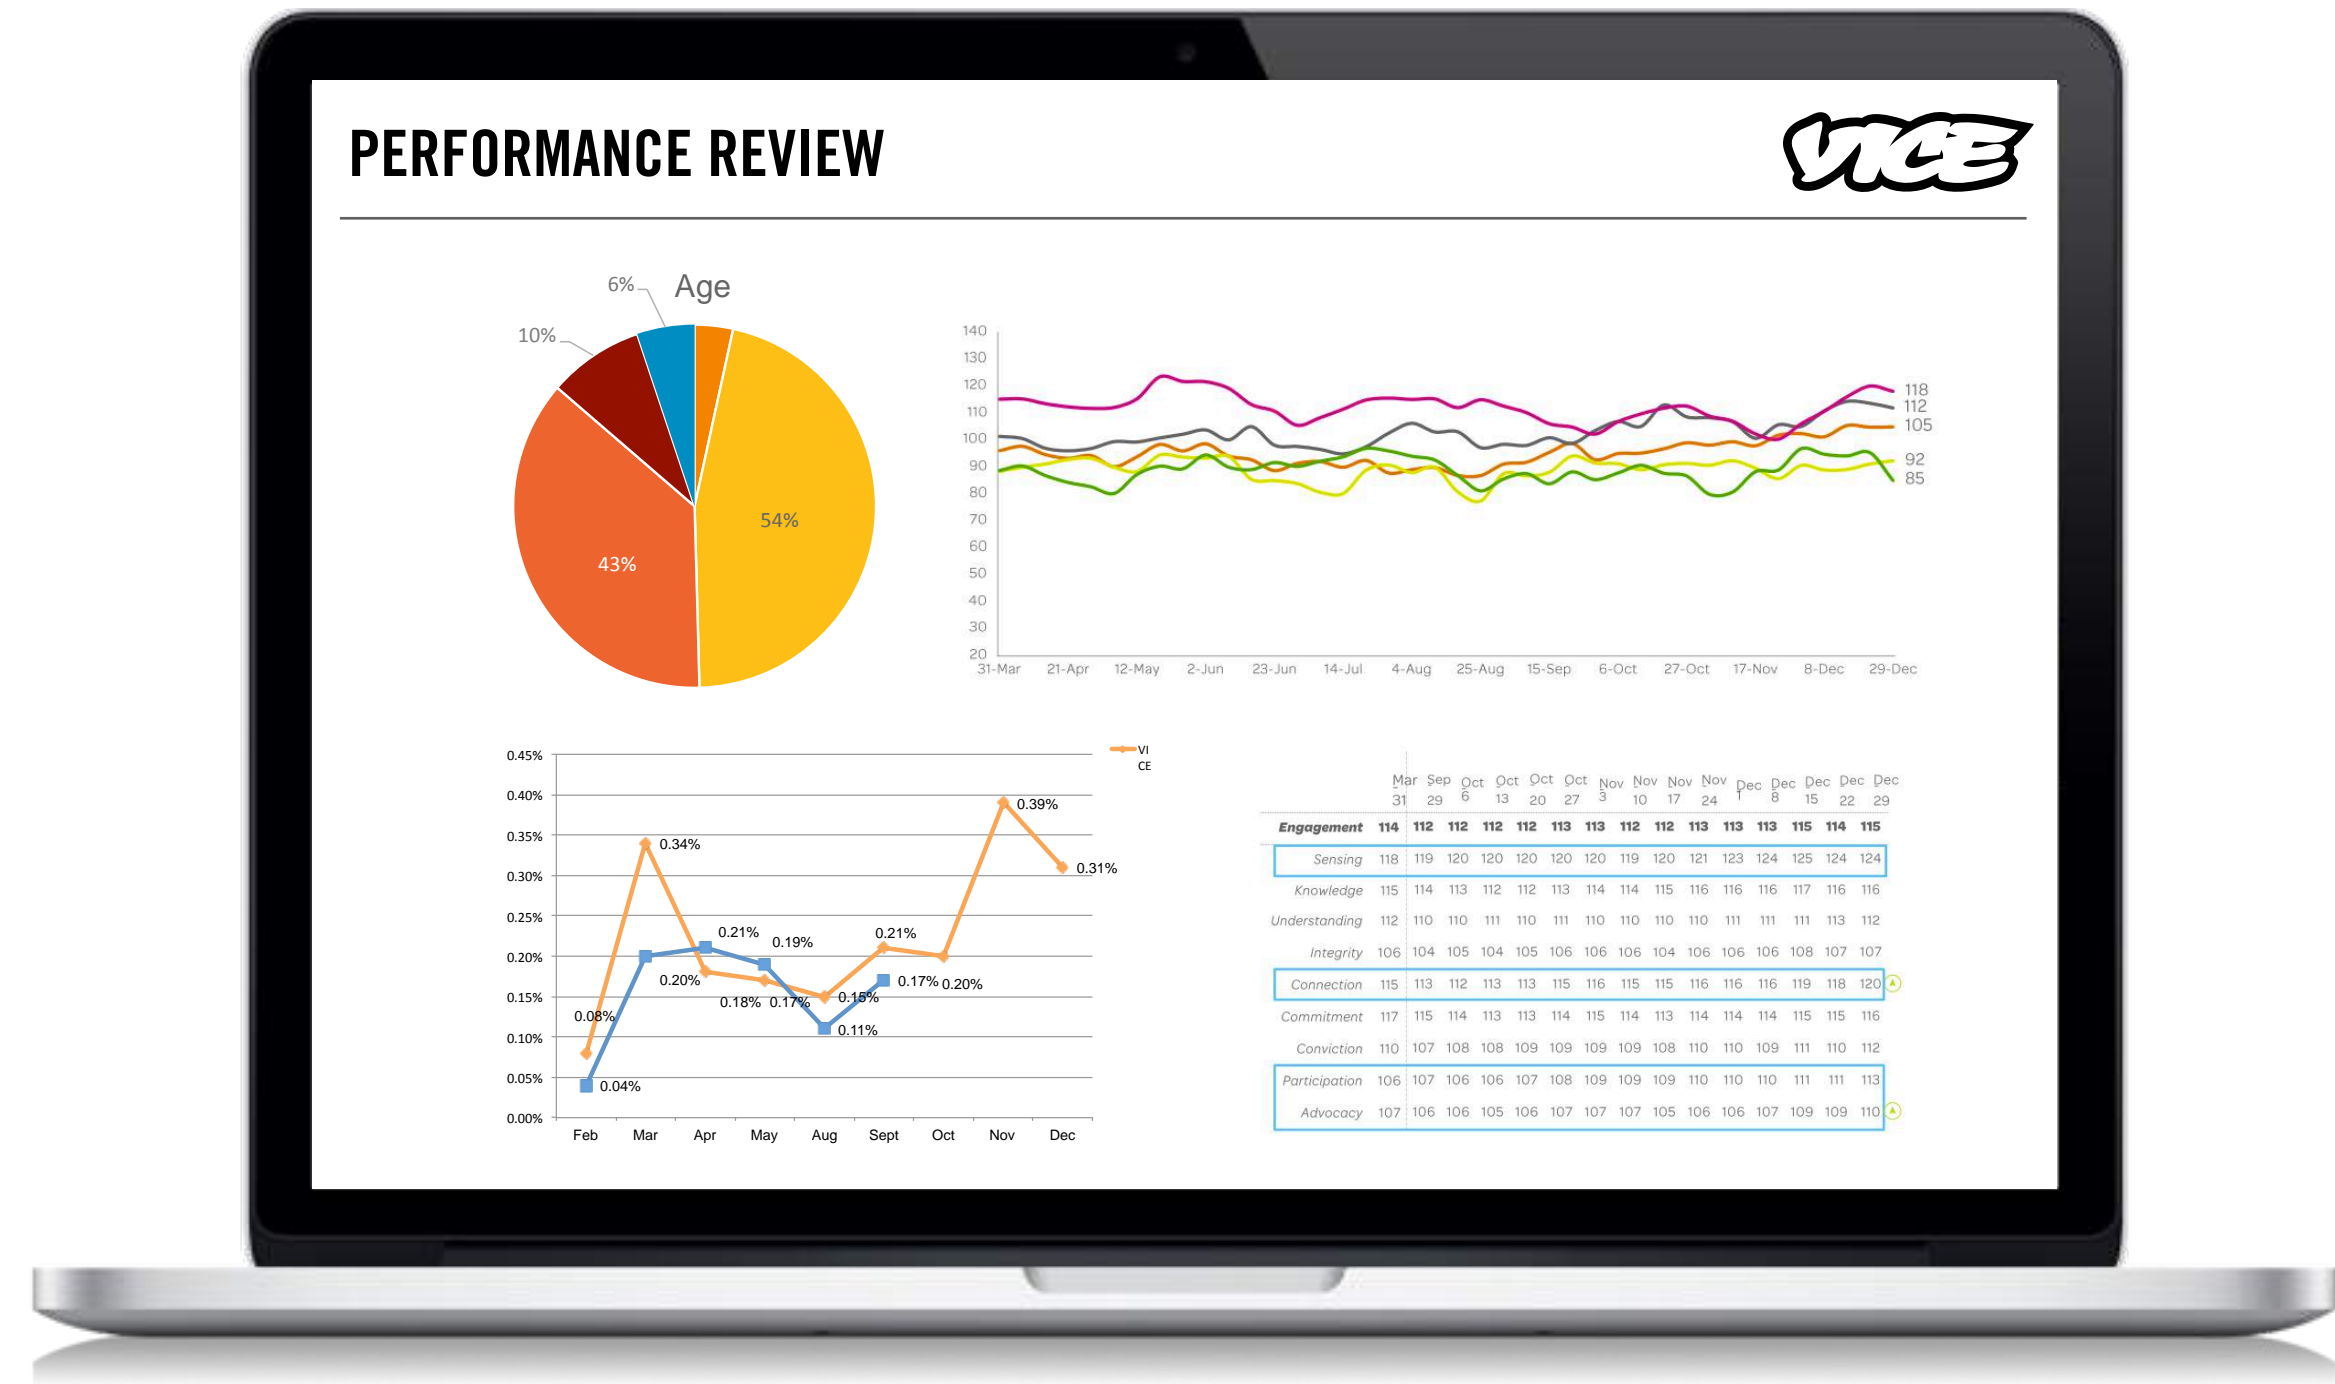 PERFORMANCE REVIEW
VICE
Age
6%
10%
54%
43%
140
130
120
110
100
90
80
70
60
50
40
30
20
31-Mar 21-Apr 12-May 2-Jun 23-Jun 14-Jul 4-Aug 25-Aug 15-Sep 6-Oct 27-Oct 17-Nov 8-Dec 29-Dec
118
112
105
92
85
0.45%
0.40%
0.35%
0.30%
0.25%
0.20%
0.15%
0.10%
0.05%
0.00%
VI
CE
0.39%
0.34%
0.31%
0.21%
0.19%
0.21%
0.20%
0.17%
0.20%
0.18%
0.17%
0.15%
0.08%
0.11%
0.04%
Feb Mar Apr May Aug Sept Oct Nov Dec
Mar Sep Oct Oct Oct Oct Nov Nov Nov Nov Dec Dec Dec Dec Dec
31 29 6 13 20 27 3 10 17 24 1 8 15 22 29
Engagement 114 112 112 112 112 113 113 112 112 113 113 113 115 114 115
Sensing 118 119 120 120 120 120 120 119 120 121 123 124 125 124 124
Knowledge 115 114 113 112 112 113 114 114 115 116 116 116 117 116 116
Understanding 112 110 110 111 110 111 110 110 110 110 111 111 111 113 112
Integrity 106 104 105 104 105 106 106 106 104 106 106 106 108 107 107
Connection 115 113 112 113 113 115 116 115 115 116 116 116 119 118 120
Commitment 117 115 114 113 113 114 115 114 113 114 114 114 115 115 116
Conviction 110 107 108 108 109 109 109 109 108 110 110 109 111 110 112
Participation 106 107 106 106 107 108 109 109 109 110 110 110 111 111 113
Advocacy 107 106 106 105 106 107 107 107 105 106 106 107 109 109 110